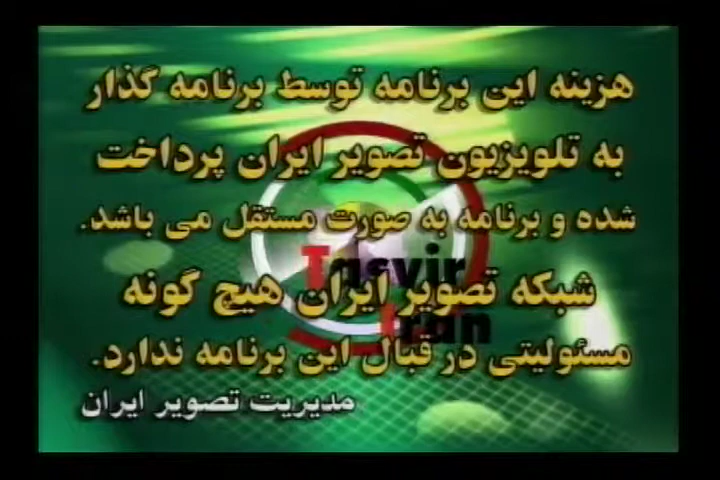 هزینه این برنامه توسط برنامه گذار
به تلویزیون تصویر ایران پرداخت
شده و برنامه به صورت مستقل می باشد.
Tasvir
Iran
شبکه تصویر ایران هیچ گونه
مسئولیتی در قبال این برنامه ندارد.
مدیریت تصویر ایران